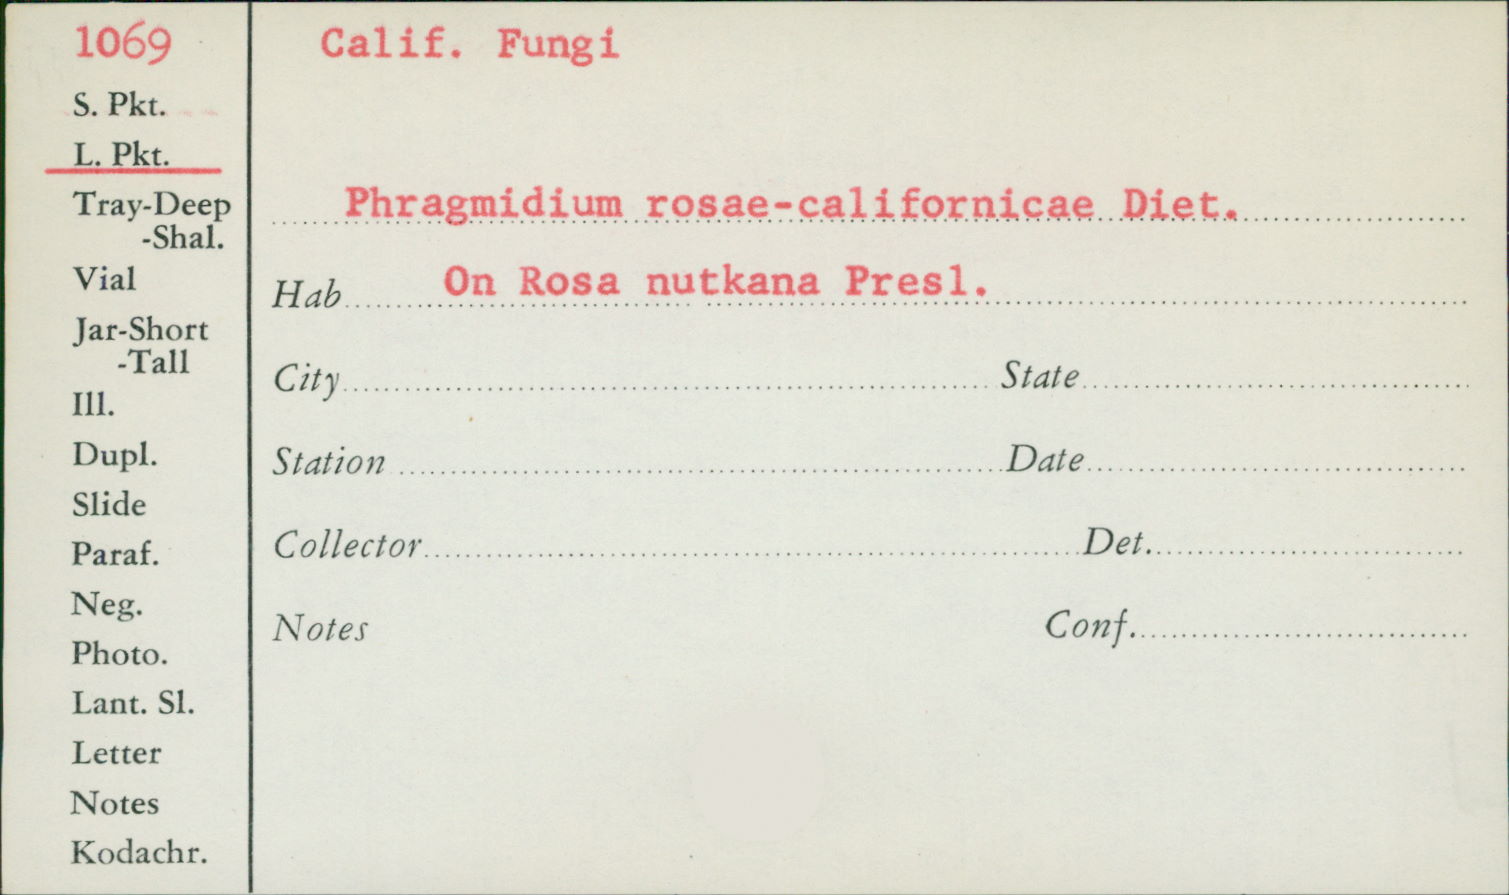 1069
S. Pkt.
L. Pkt.
Tray-Deep
-Shal.
Vial
Jar-Short
-Tall
Ill.
Dupl.
Slide
Paraf.
Neg.
Photo.
Lant. Sl.
Letter
Notes
Kodachr.
Calif. Fungi
Phragmidium rosae-californicae Diet.
Hab On Rosa nutkana Presl.
City State
Station Date
Collector Det.
Notes Conf.